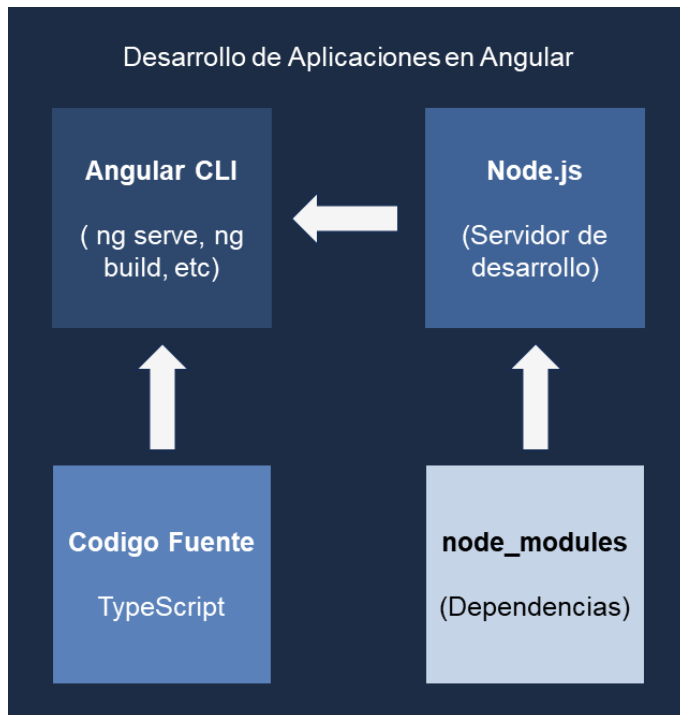 Desarrollo de Aplicaciones en Angular
Angular CLI
( ng serve, ng
build, etc)
Node.js
(Servidor de
desarrollo)
Codigo Fuente
TypeScript
node_modules
(Dependencias)